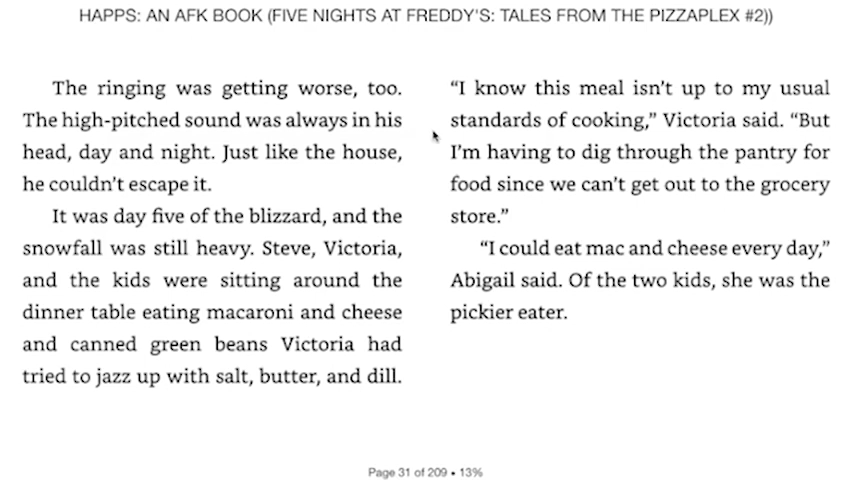 HAPPS: AN AFK BOOK (FIVE NIGHTS AT FREDDY'S: TALES FROM THE PIZZAPLEX #2))
The ringing was getting worse, too.
The high-pitched sound was always in his
head, day and night. Just like the house,
he couldn't escape it.
It was day five of the blizzard, and the
snowfall was still heavy. Steve, Victoria,
and the kids were sitting around the
dinner table eating macaroni and cheese
and canned green beans Victoria had
tried to jazz up with salt, butter, and dill.
“I know this meal isn't up to my usual
standards of cooking,” Victoria said. “But
I'm having to dig through the pantry for
food since we can't get out to the grocery
store.”
“I could eat mac and cheese every day,”
Abigail said. Of the two kids, she was the
pickier eater.
Page 31 of 209 • 13%